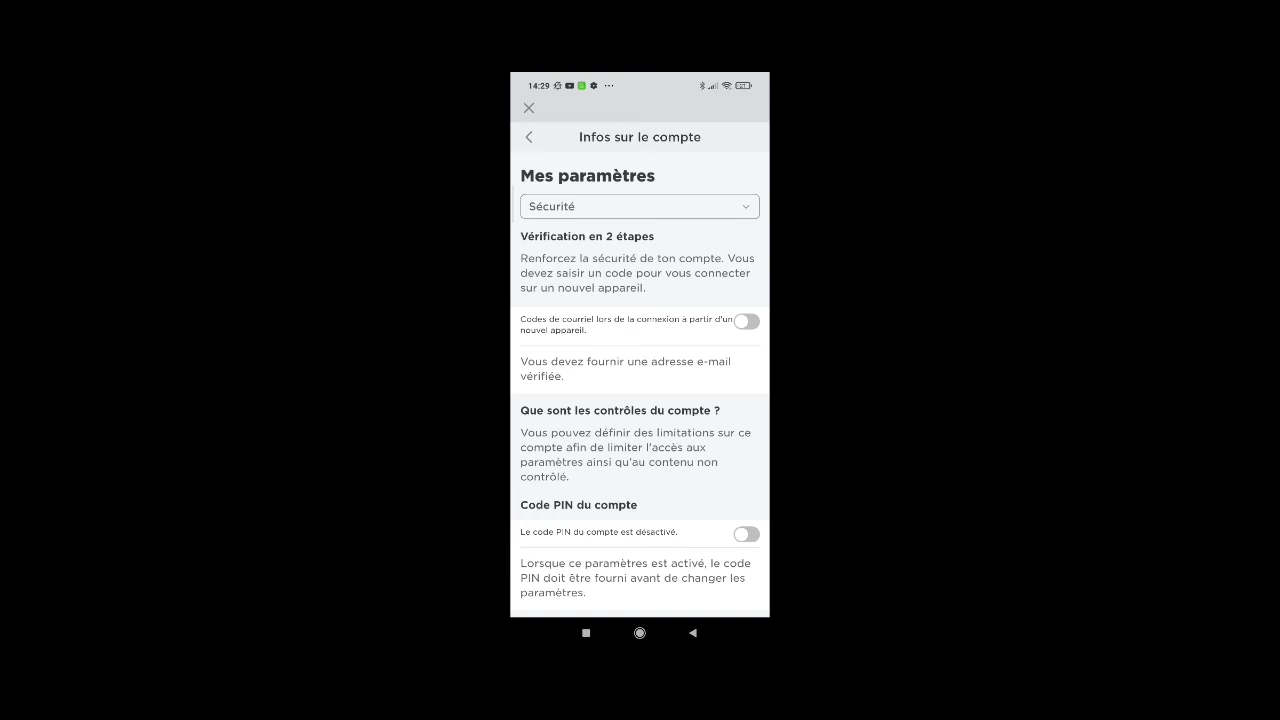 14:29
Infos sur le compte
Mes paramètres
Sécurité
Vérification en 2 étapes
Renforcez la sécurité de ton compte. Vous
devez saisir un code pour vous connecter
sur un nouvel appareil.
Codes de courriel lors de la connexion à partir d'un
nouvel appareil.
Vous devez fournir une adresse e-mail
vérifiée.
Que sont les contrôles du compte ?
Vous pouvez définir des limitations sur ce
compte afin de limiter l'accès aux
paramètres ainsi qu'au contenu non
contrôlé.
Code PIN du compte
Le code PIN du compte est désactivé.
Lorsque ce paramètres est activé, le code
PIN doit être fourni avant de changer les
paramètres.